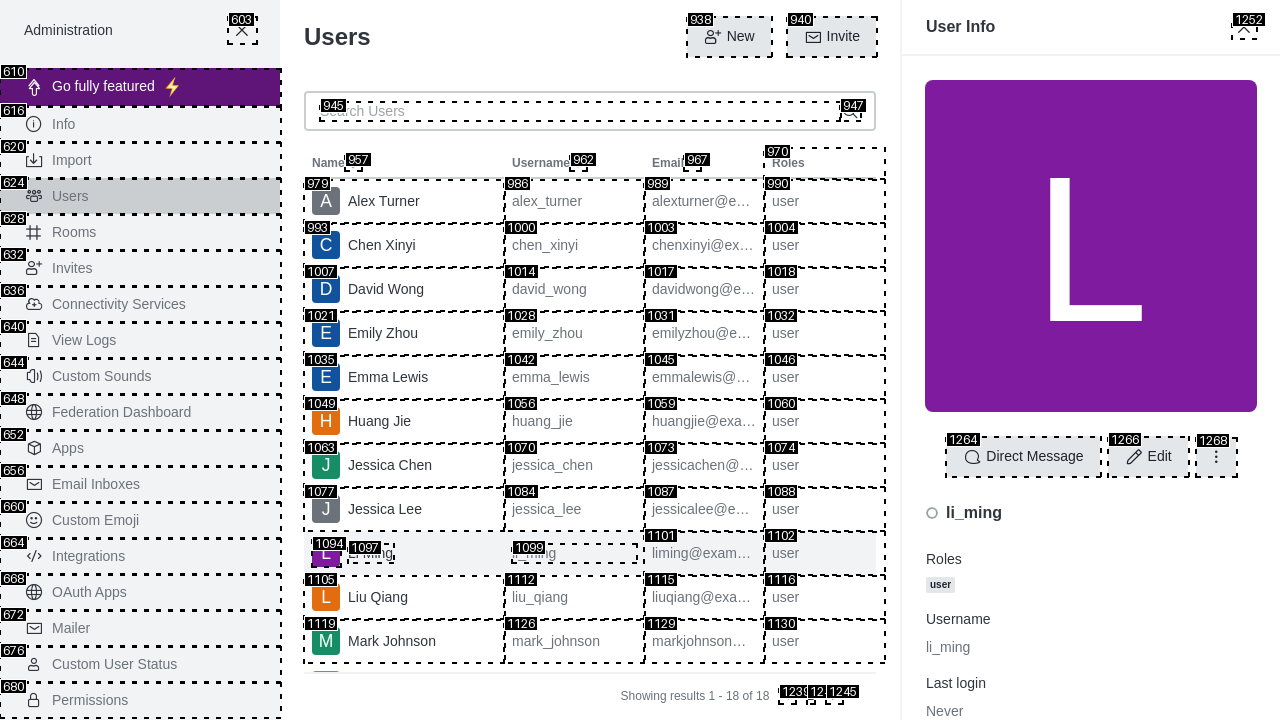 Administration
603
610
Go fully featured
616
Info
620
Import
624
Users
628
Rooms
632
Invites
636
Connectivity Services
640
View Logs
644
Custom Sounds
648
Federation Dashboard
652
Apps
656
Email Inboxes
660
Custom Emoji
664
Integrations
668
OAuth Apps
672
Mailer
676
Custom User Status
680
Permissions
Users
938
New
940
Invite
945
Search Users
947
Name 957
Username 962
Email 967
970
Roles
979 986 989 990
A Alex Turner alex_turner alexturner@e… user
993 1000 1003 1004
C Chen Xinyi chen_xinyi chenxinyi@ex… user
1007 1014 1017 1018
D David Wong david_wong davidwong@e… user
1021 1028 1031 1032
E Emily Zhou emily_zhou emilyzhou@e… user
1035 1042 1045 1046
E Emma Lewis emma_lewis emmalewis@… user
1049 1056 1059 1060
H Huang Jie huang_jie huangjie@exa… user
1063 1070 1073 1074
J Jessica Chen jessica_chen jessicachen@… user
1077 1084 1087 1088
J Jessica Lee jessica_lee jessicalee@e… user
1094 1097 1099 1101 1102
L Li Ming li_ming liming@exam… user
1105 1112 1115 1116
L Liu Qiang liu_qiang liuqiang@exa… user
1119 1126 1129 1130
M Mark Johnson mark_johnson markjohnson… user
Showing results 1 - 18 of 18
1245
User Info
1252
L
1264
Direct Message
1266
Edit
1268
li_ming
Roles
user
Username
li_ming
Last login
Never